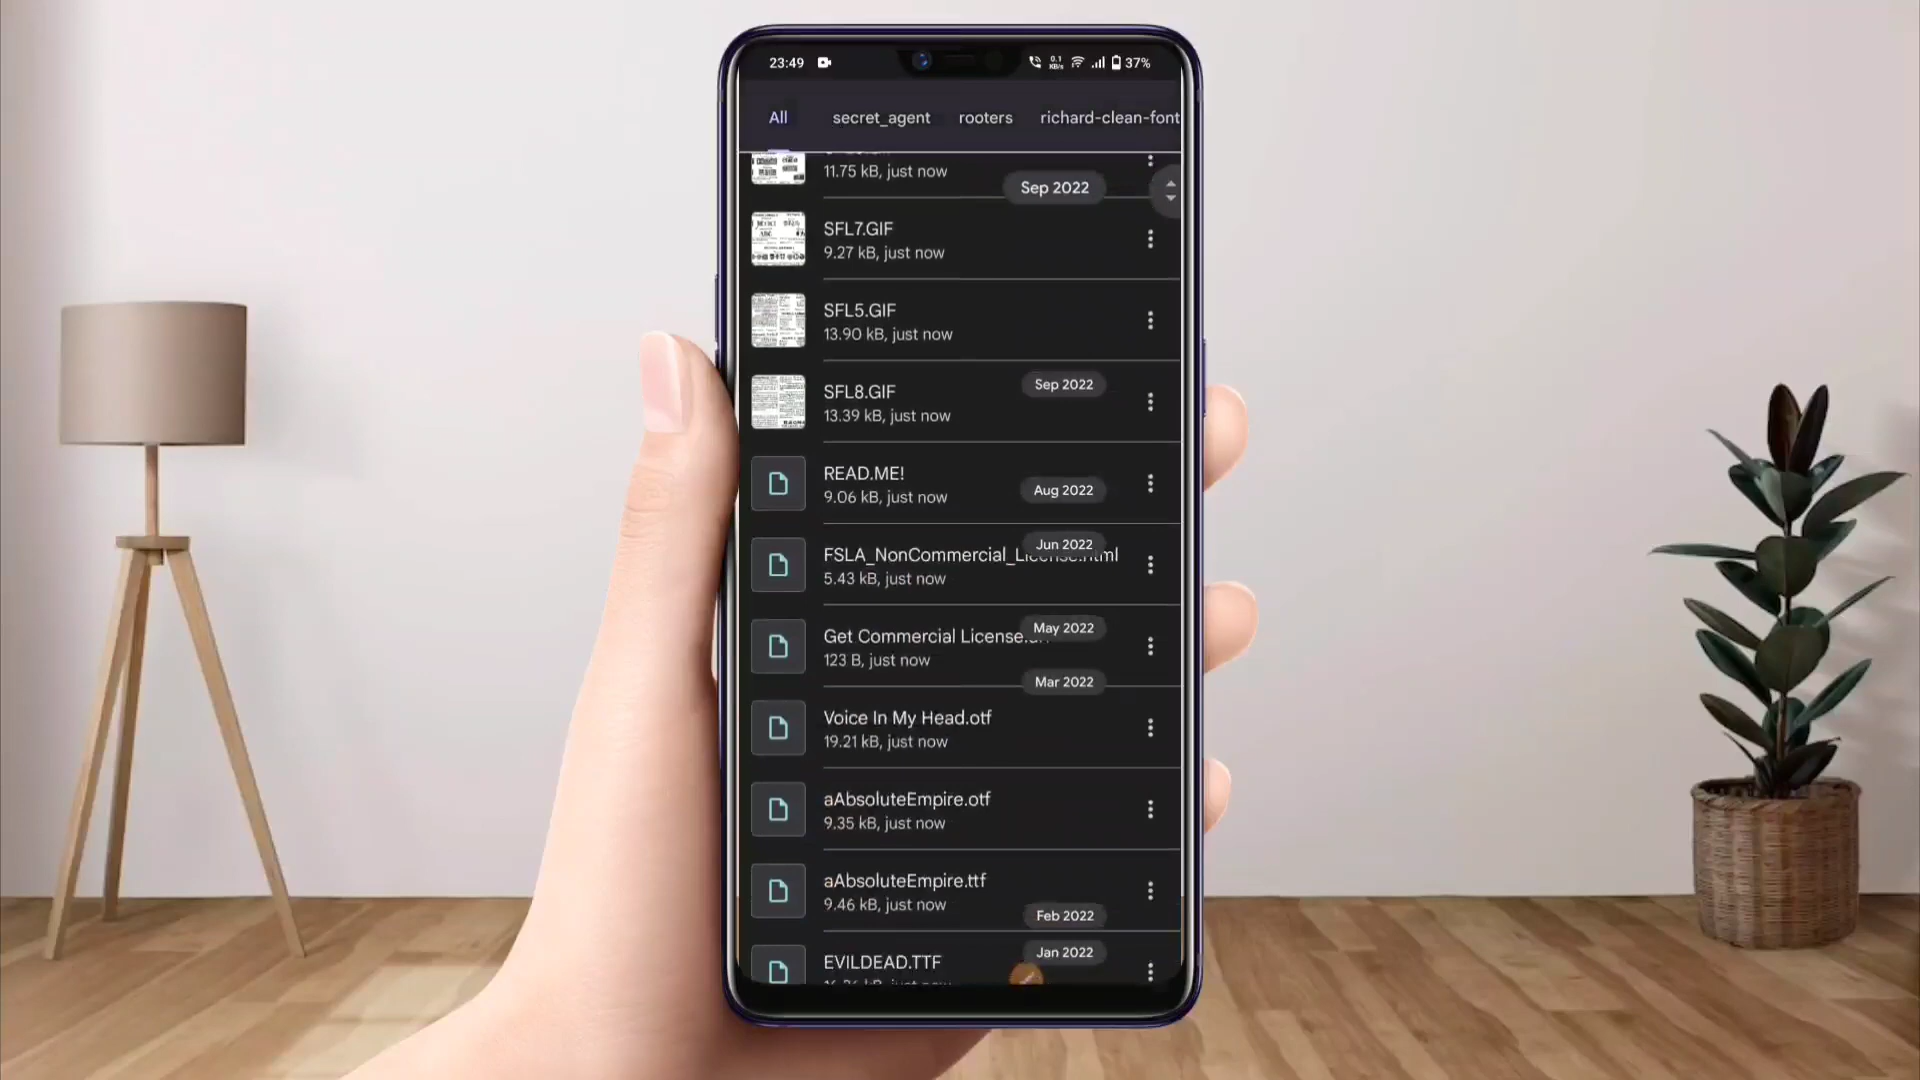 23:49
0.1
KB/s
37%
All secret_agent rooters richard-clean-font
11.75 kB, just now
Sep 2022
SFL7.GIF
9.27 kB, just now
SFL5.GIF
13.90 kB, just now
SFL8.GIF
Sep 2022
13.39 kB, just now
READ.ME!
Aug 2022
9.06 kB, just now
Jun 2022
FSLA_NonCommercial_License.html
5.43 kB, just now
May 2022
Get Commercial License.
123 B, just now
Mar 2022
Voice In My Head.otf
19.21 kB, just now
aAbsoluteEmpire.otf
9.35 kB, just now
aAbsoluteEmpire.ttf
9.46 kB, just now
Feb 2022
Jan 2022
EVILDEAD.TTF